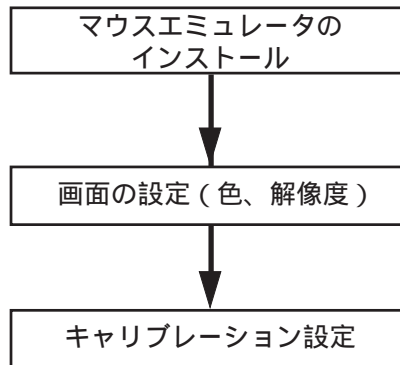 マウスエミュレータの
インストール
画面の設定（色、解像度）
キャリブレーション設定